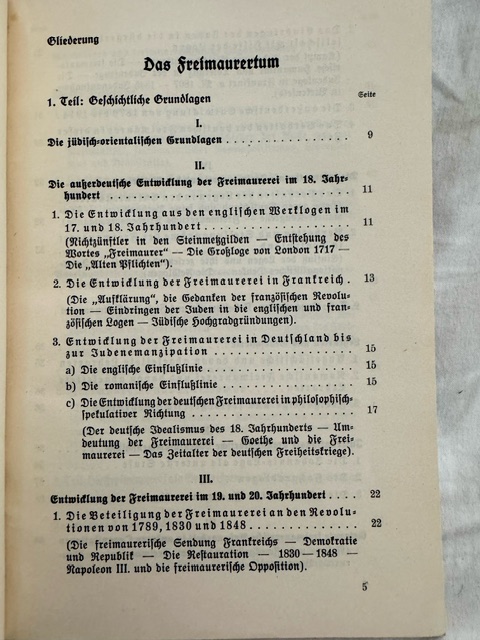 Gliederung
Das Freimaurertum
Seite
1. Teil: Geschichtliche Grundlagen
I.
Die jüdisch-orientalischen Grundlagen . . . . . . . . . . . . 9
II.
Die außerdeutsche Entwicklung der Freimaurerei im 18. Jahr-
hundert . . . . . . . . . . . . . . . . . . . . . . . . 11
1. Die Entwicklung aus den englischen Werklogen im
17. und 18. Jahrhundert . . . . . . . . . . . . . . . 11
(Nichtzünftler in den Steinmetzgilden — Entstehung des
Wortes „Freimaurer“ — Die Großloge von London 1717 —
Die „Alten Pflichten“).
2. Die Entwicklung der Freimaurerei in Frankreich . 13
(Die „Aufklärung“, die Gedanken der französischen Revolu-
tion — Eindringen der Juden in die englischen und fran-
zösischen Logen — Jüdische Hochgradgründungen).
3. Entwicklung der Freimaurerei in Deutschland bis
zur Judenemanzipation . . . . . . . . . . . . . . . 15
a) Die englische Einflußlinie . . . . . . . . . . . . . 15
b) Die romanische Einflußlinie . . . . . . . . . . . . 15
c) Die Entwicklung der deutschen Freimaurerei in philosophisch-
spekulativer Richtung . . . . . . . . . . . . . . . 17
(Der deutsche Idealismus des 18. Jahrhunderts — Um-
deutung der Freimaurerei — Goethe und die Frei-
maurerei — Das Zeitalter der deutschen Freiheitskriege).
III.
Entwicklung der Freimaurerei im 19. und 20. Jahrhundert . . . . 22
1. Die Beteiligung der Freimaurerei an den Revolu-
tionen von 1789, 1830 und 1848 . . . . . . . . . . . . 22
(Die freimaurerische Sendung Frankreichs — Demokratie
und Republik — Die Restauration — 1830—1848 —
Napoleon III. und die freimaurerische Opposition).
5